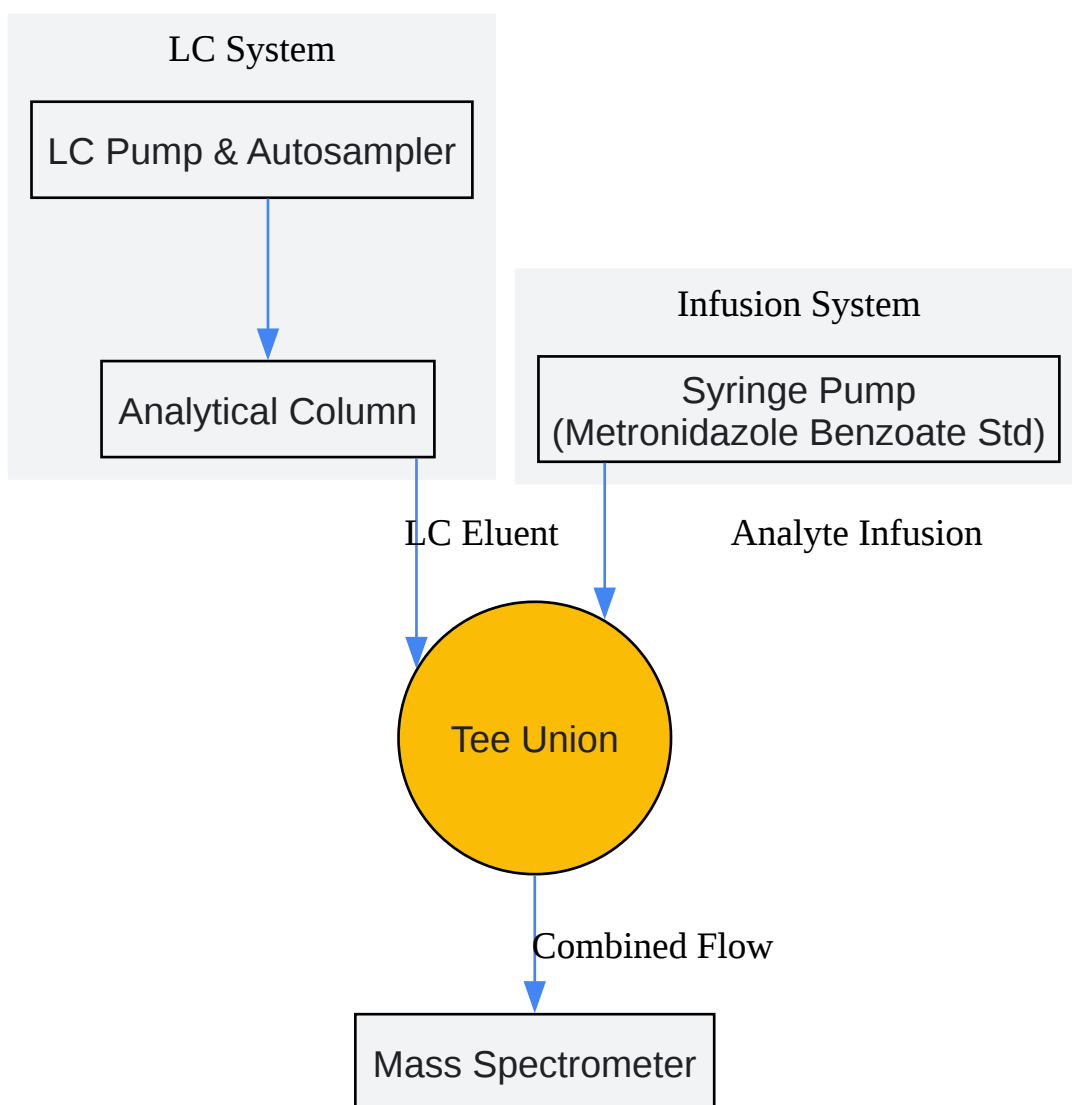 LC System
LC Pump & Autosampler
Analytical Column
Infusion System
Syringe Pump
(Metronidazole Benzoate Std)
LC Eluent
Analyte Infusion
Tee Union
Combined Flow
Mass Spectrometer